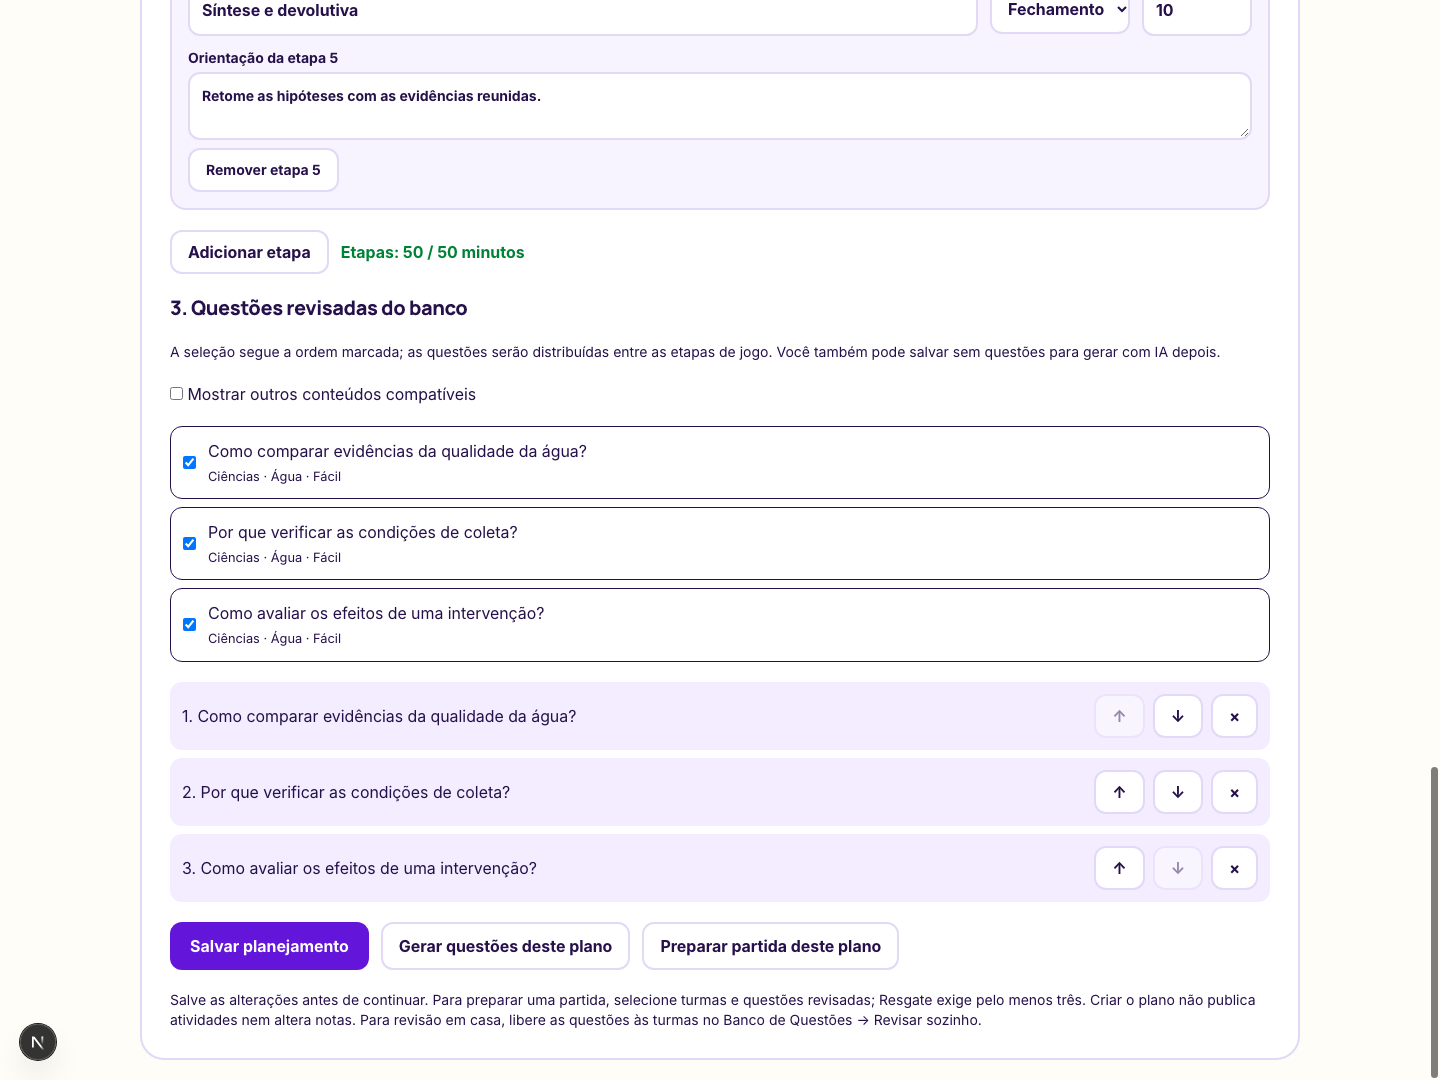 Síntese e devolutiva
Fechamento
10
Orientação da etapa 5
Retome as hipóteses com as evidências reunidas.
Remover etapa 5
Adicionar etapa
Etapas: 50 / 50 minutos
3. Questões revisadas do banco
A seleção segue a ordem marcada; as questões serão distribuídas entre as etapas de jogo. Você também pode salvar sem questões para gerar com IA depois.
Mostrar outros conteúdos compatíveis
Como comparar evidências da qualidade da água?
Ciências · Água · Fácil
Por que verificar as condições de coleta?
Ciências · Água · Fácil
Como avaliar os efeitos de uma intervenção?
Ciências · Água · Fácil
1. Como comparar evidências da qualidade da água? ↑ ↓ ×
2. Por que verificar as condições de coleta? ↑ ↓ ×
3. Como avaliar os efeitos de uma intervenção? ↑ ↓ ×
Salvar planejamento
Gerar questões deste plano
Preparar partida deste plano
Salve as alterações antes de continuar. Para preparar uma partida, selecione turmas e questões revisadas; Resgate exige pelo menos três. Criar o plano não publica
atividades nem altera notas. Para revisão em casa, libere as questões às turmas no Banco de Questões → Revisar sozinho.
N